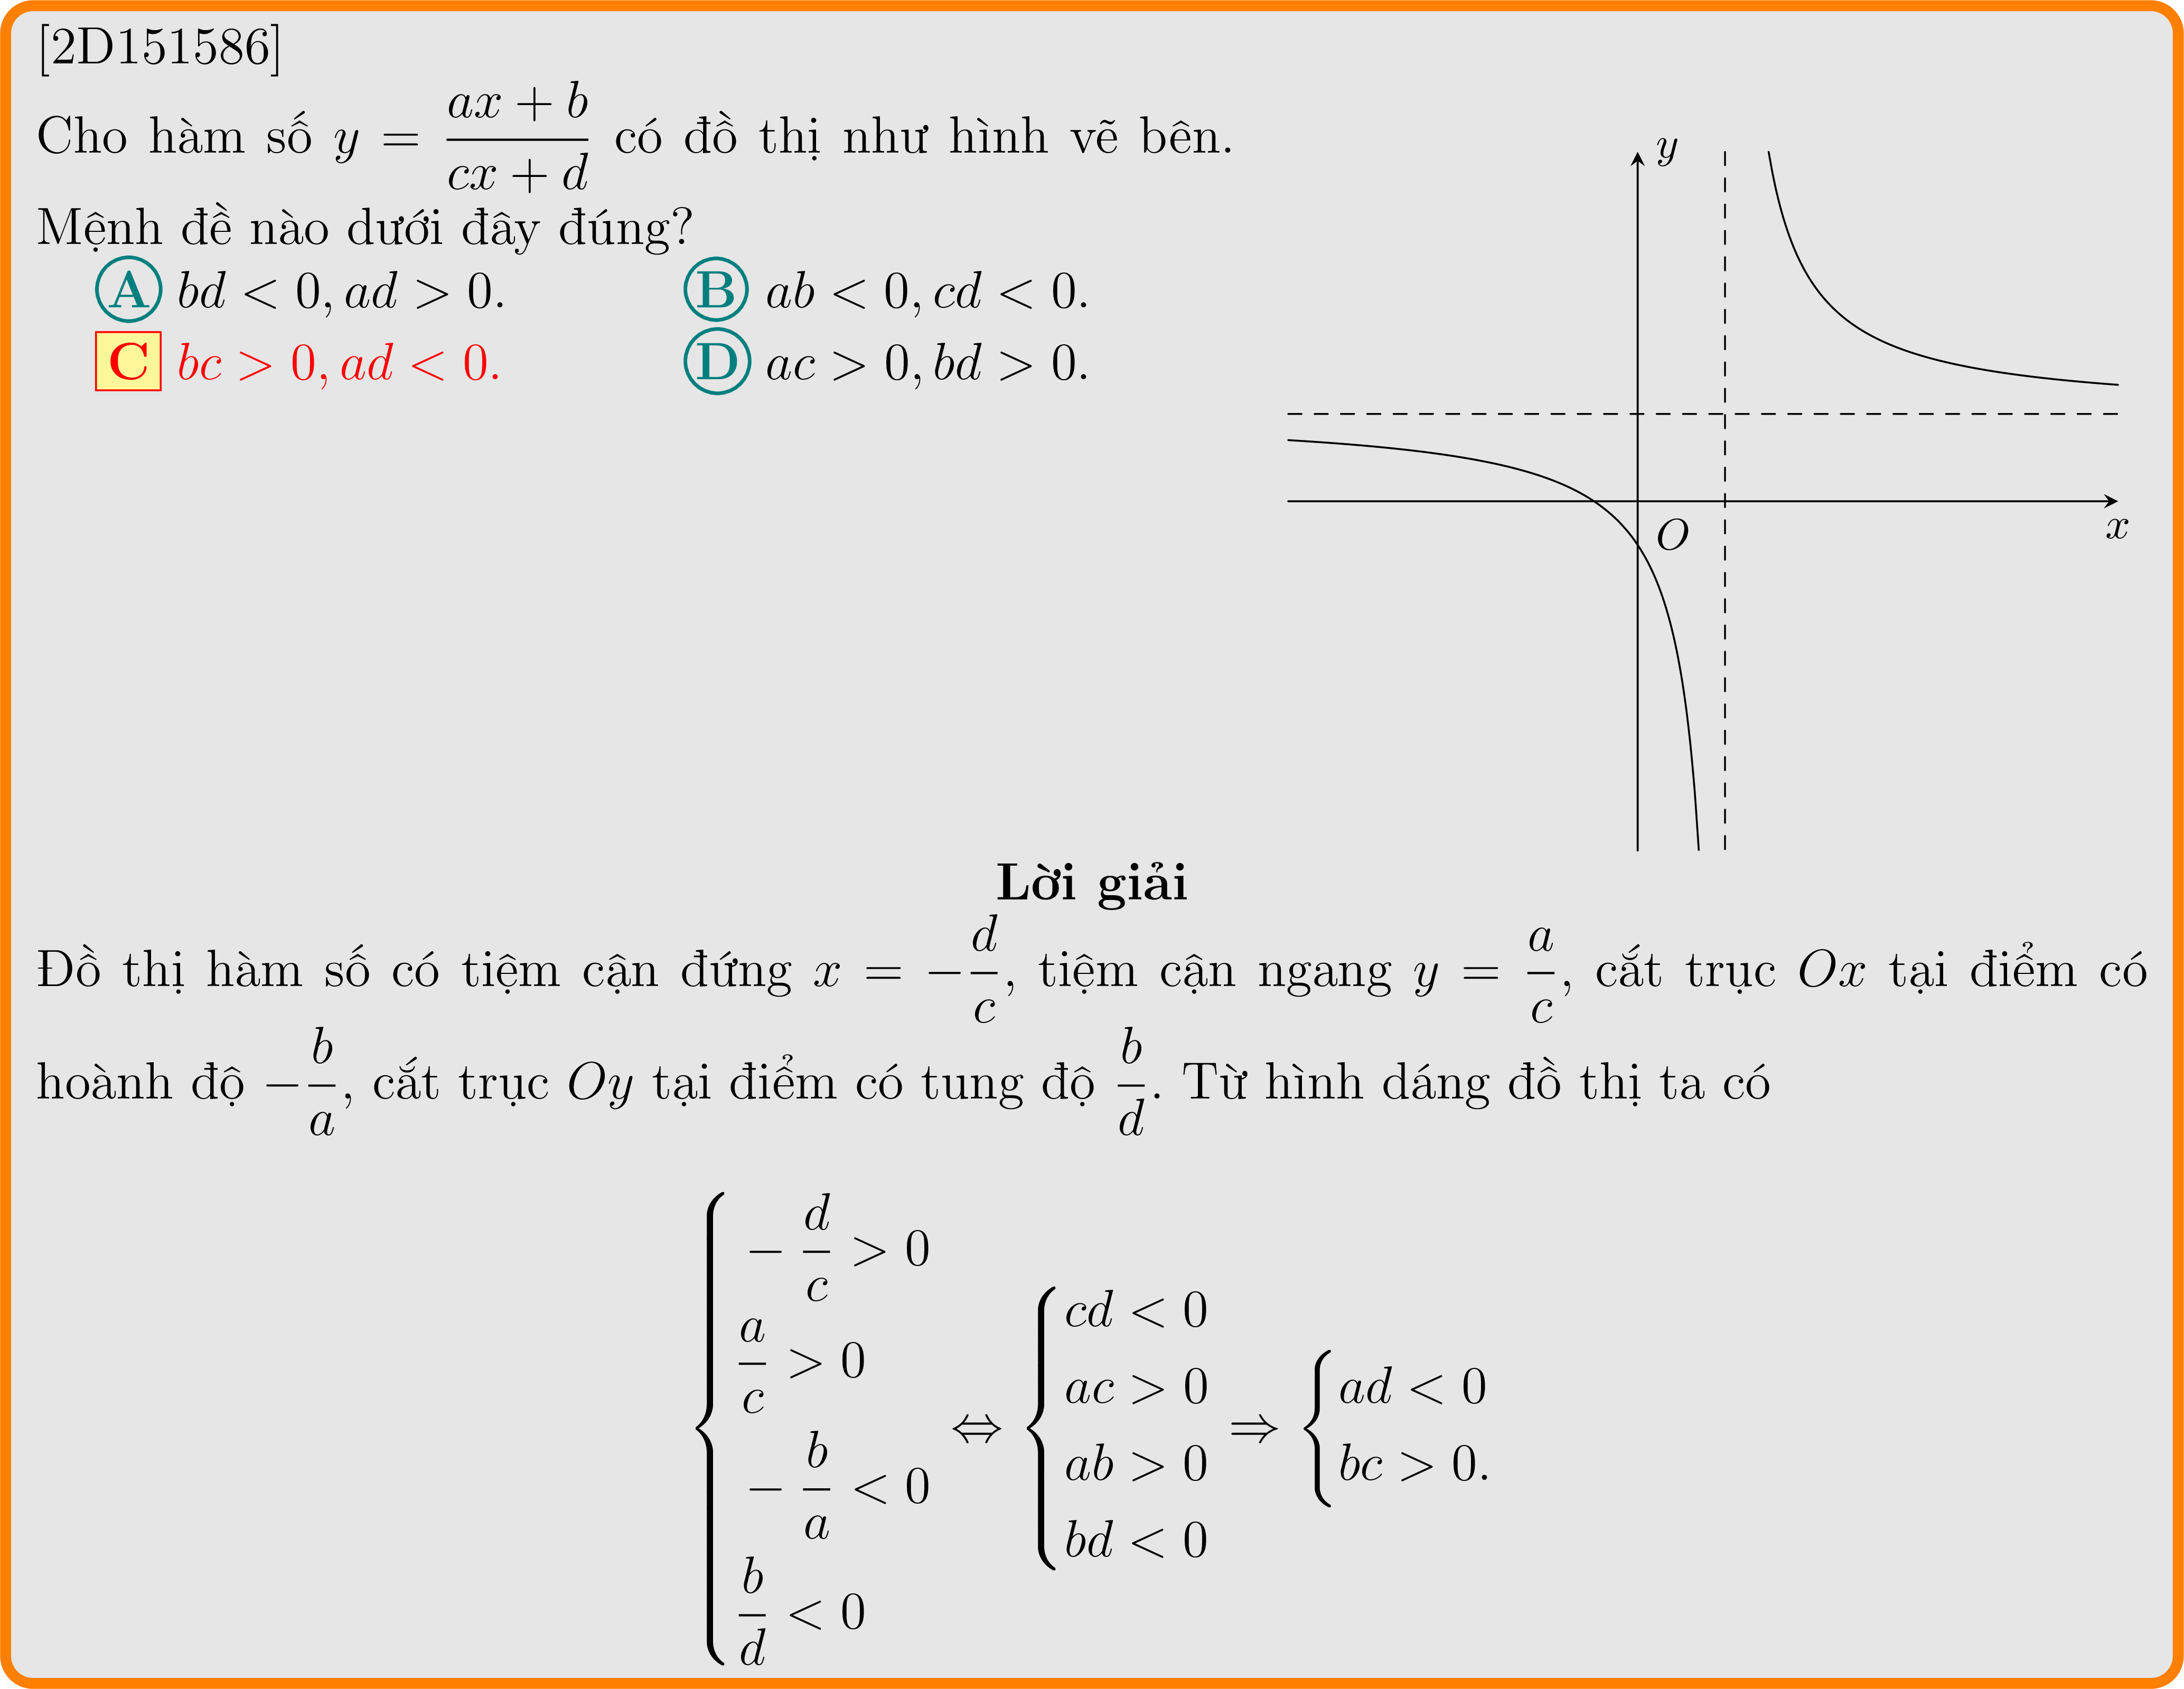 [2D151586]
Cho hàm số y = \frac{ax + b}{cx + d} có đồ thị như hình vẽ bên.
Mệnh đề nào dưới đây đúng?
A bd < 0, ad > 0. B ab < 0, cd < 0.
C bc > 0, ad < 0. D ac > 0, bd > 0.
y
O
x
Lời giải
Đồ thị hàm số có tiệm cận đứng x = -\frac{d}{c}, tiệm cận ngang y = \frac{a}{c}, cắt trục Ox tại điểm có
hoành độ -\frac{b}{a}, cắt trục Oy tại điểm có tung độ \frac{b}{d}. Từ hình dáng đồ thị ta có
\begin{cases} -\frac{d}{c} > 0 \\ \frac{a}{c} > 0 \\ -\frac{b}{a} < 0 \\ \frac{b}{d} < 0 \end{cases} ⇔ \begin{cases} cd < 0 \\ ac > 0 \\ ab > 0 \\ bd < 0 \end{cases} ⇒ \begin{cases} ad < 0 \\ bc > 0. \end{cases}